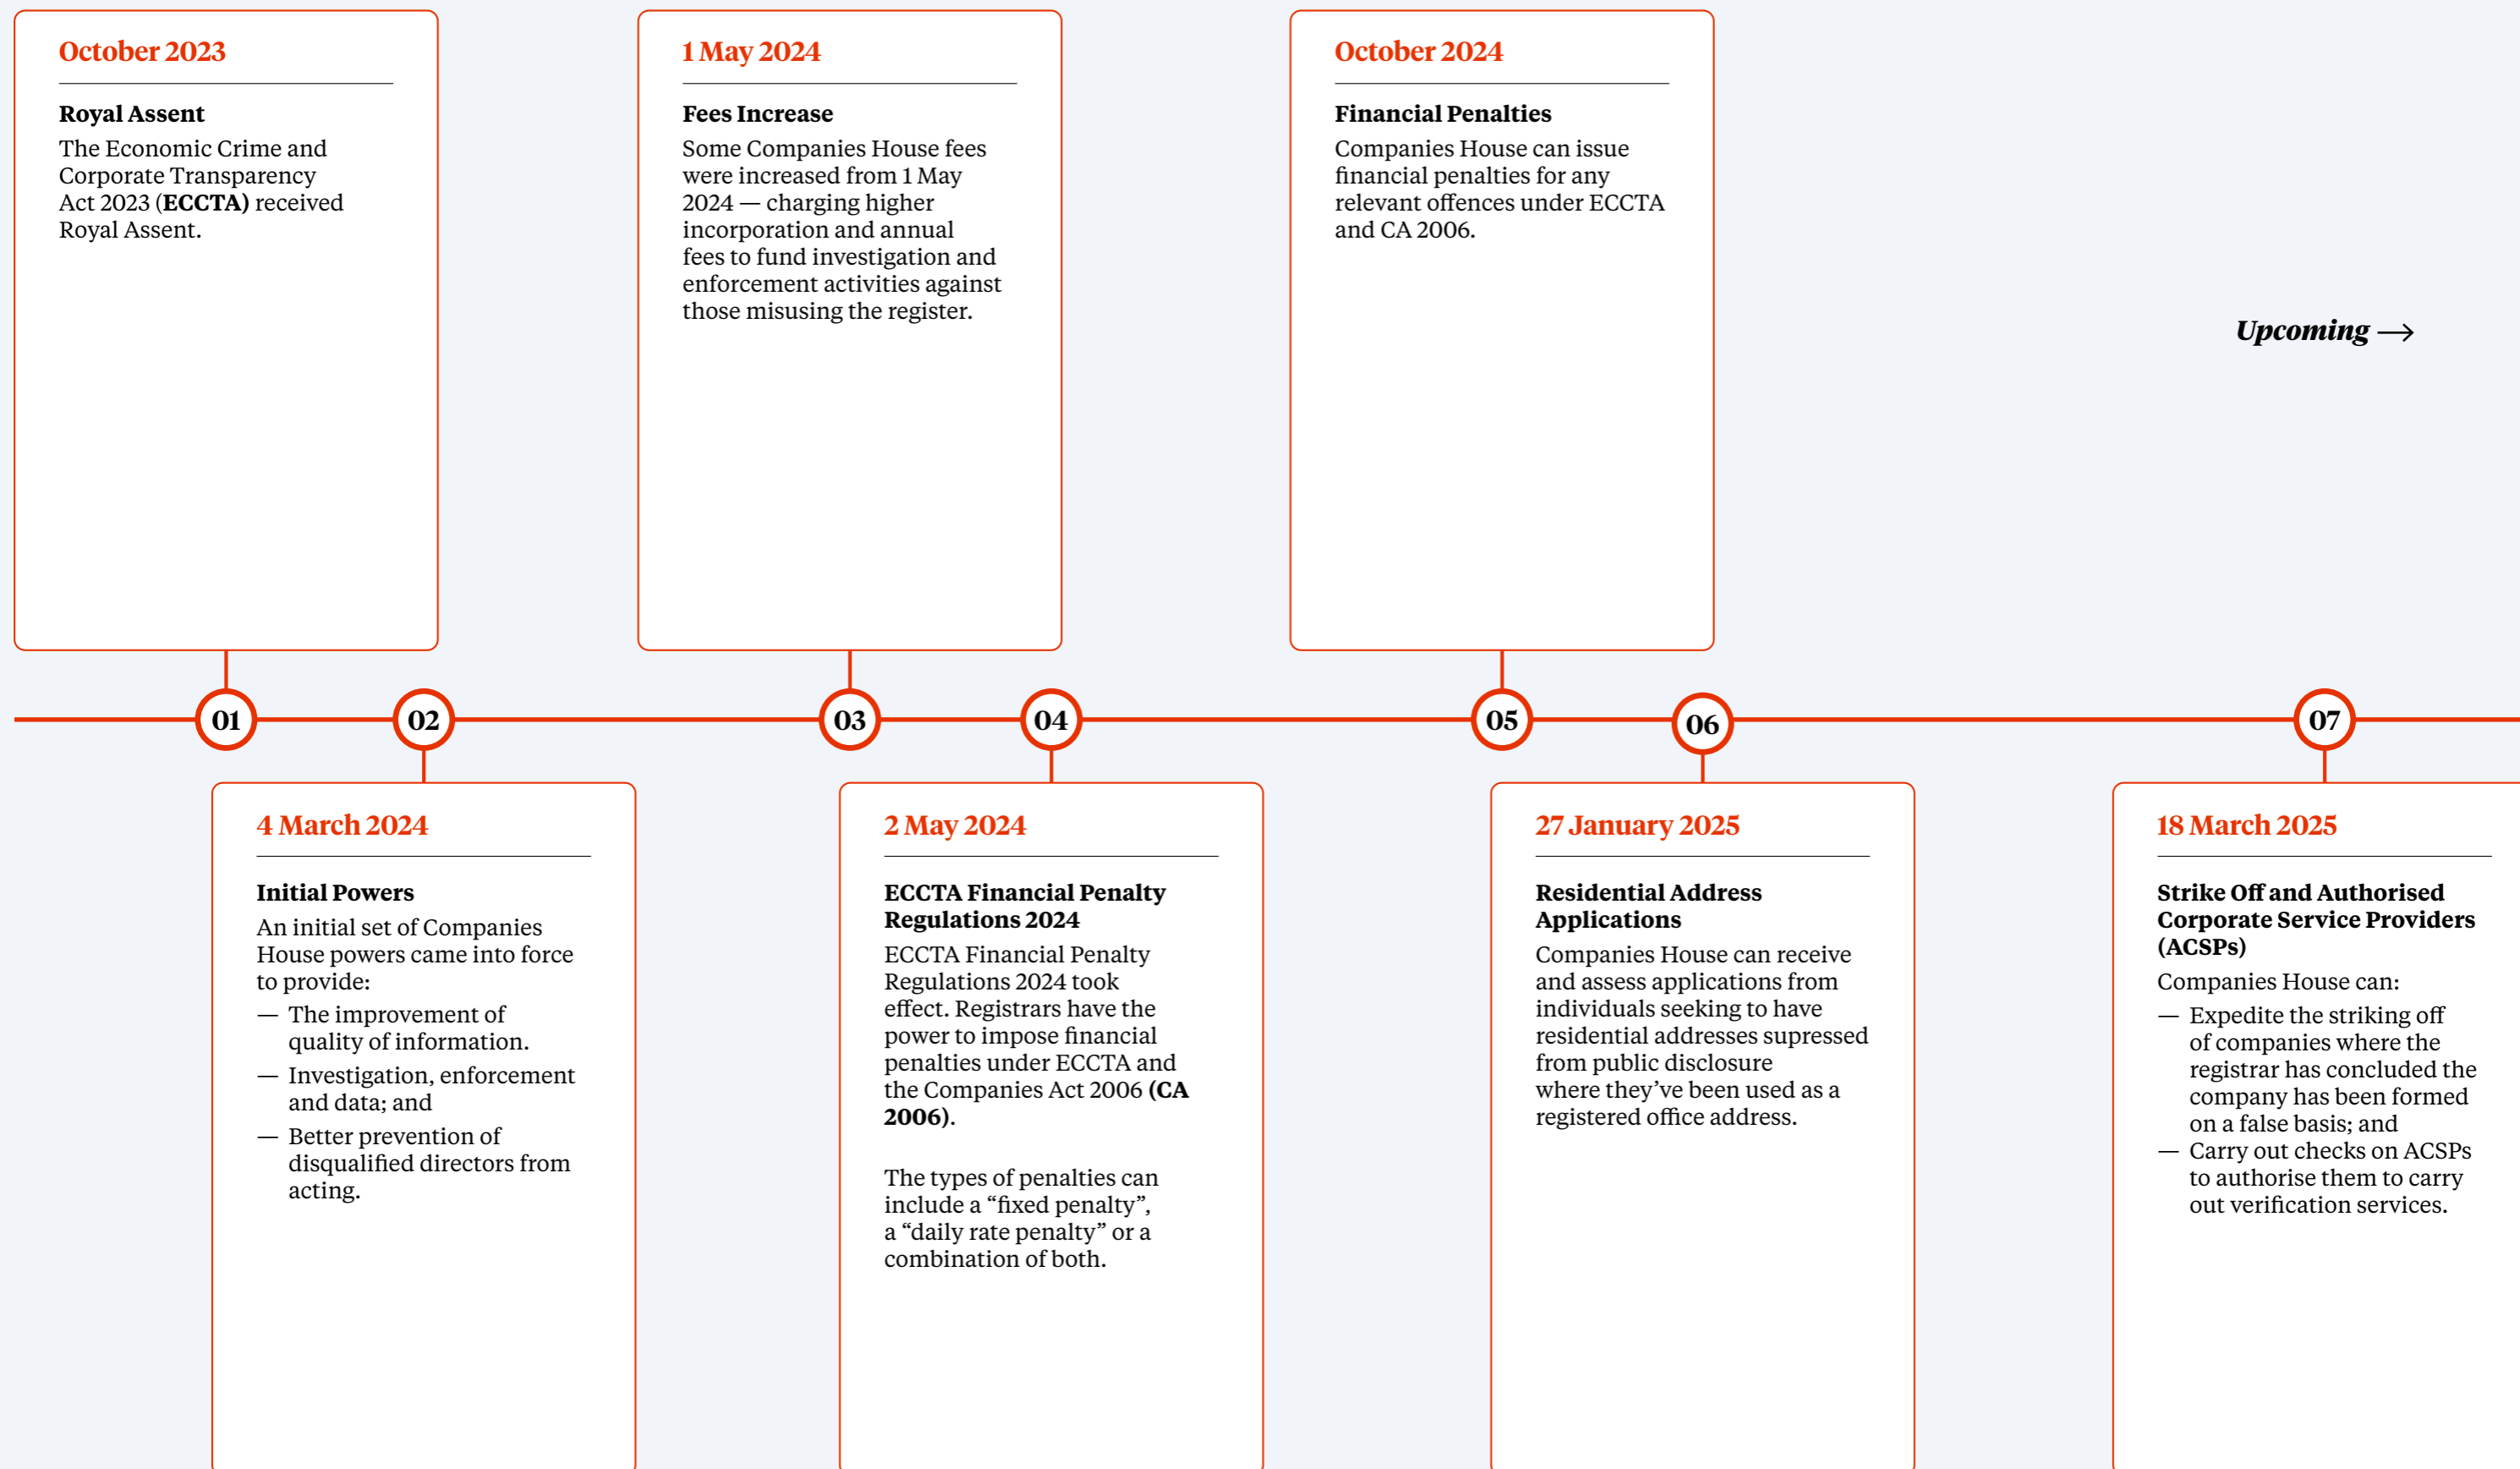 October 2023
Royal Assent
The Economic Crime and
Corporate Transparency
Act 2023 (ECCTA) received
Royal Assent.
1 May 2024
Fees Increase
Some Companies House fees
were increased from 1 May
2024 — charging higher
incorporation and annual
fees to fund investigation and
enforcement activities against
those misusing the register.
October 2024
Financial Penalties
Companies House can issue
financial penalties for any
relevant offences under ECCTA
and CA 2006.
Upcoming →
01
02
03
04
05
06
07
4 March 2024
Initial Powers
An initial set of Companies
House powers came into force
to provide:
— The improvement of
quality of information.
— Investigation, enforcement
and data; and
— Better prevention of
disqualified directors from
acting.
2 May 2024
ECCTA Financial Penalty
Regulations 2024
ECCTA Financial Penalty
Regulations 2024 took
effect. Registrars have the
power to impose financial
penalties under ECCTA and
the Companies Act 2006 (CA
2006).
The types of penalties can
include a “fixed penalty”,
a “daily rate penalty” or a
combination of both.
27 January 2025
Residential Address
Applications
Companies House can receive
and assess applications from
individuals seeking to have
residential addresses supressed
from public disclosure
where they’ve been used as a
registered office address.
18 March 2025
Strike Off and Authorised
Corporate Service Providers
(ACSPs)
Companies House can:
— Expedite the striking off
of companies where the
registrar has concluded the
company has been formed
on a false basis; and
— Carry out checks on ACSPs
to authorise them to carry
out verification services.